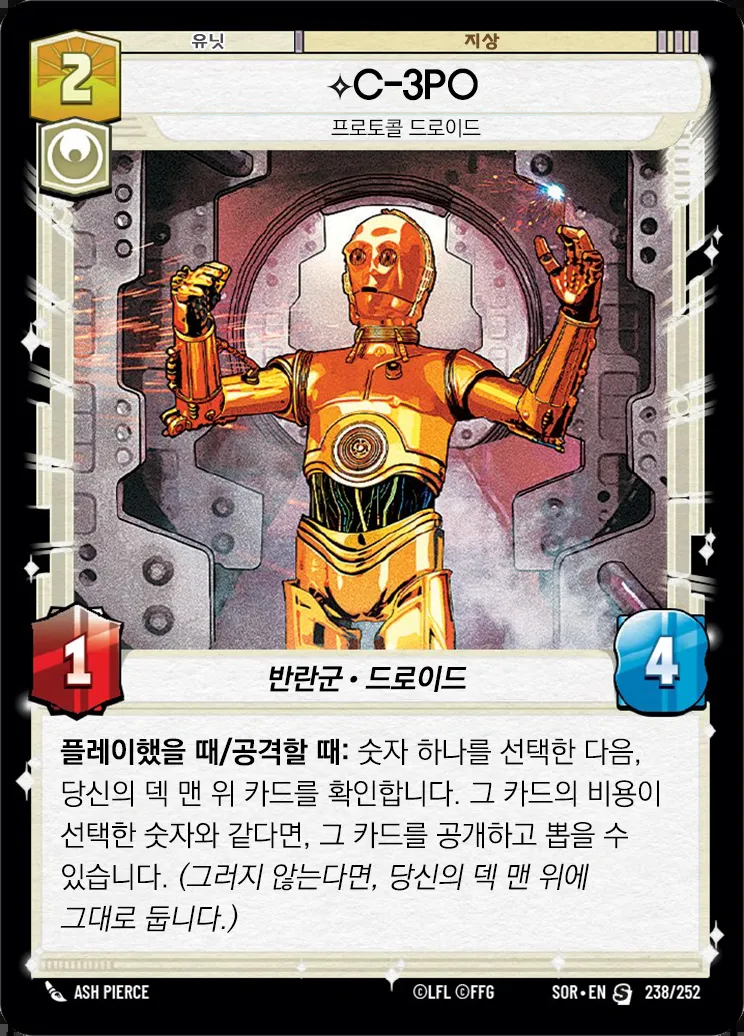 유닛
지상
2
✧C-3PO
프로토콜 드로이드
1
반란군 • 드로이드
4
플레이했을 때/공격할 때: 숫자 하나를 선택한 다음,
당신의 덱 맨 위 카드를 확인합니다. 그 카드의 비용이
선택한 숫자와 같다면, 그 카드를 공개하고 뽑을 수
있습니다. (그러지 않는다면, 당신의 덱 맨 위에
그대로 둡니다.)
ASH PIERCE
©LFL ©FFG
SOR • EN S 238/252